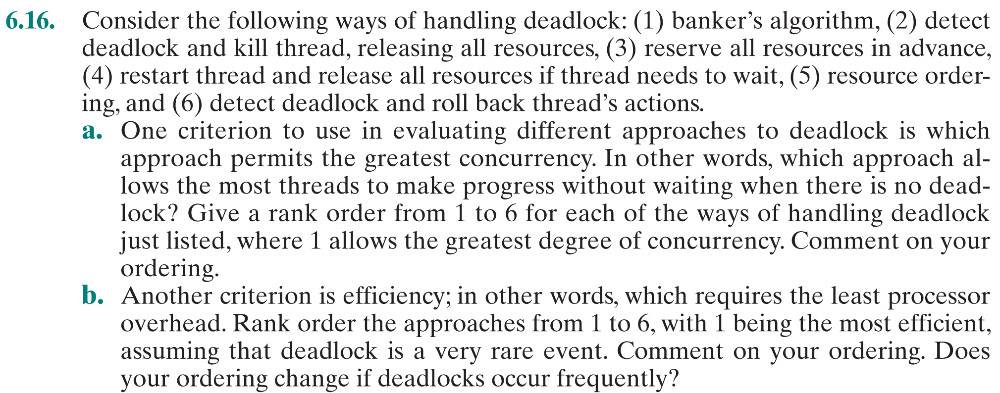 6.16. Consider the following ways of handling deadlock: (1) banker’s algorithm, (2) detect
deadlock and kill thread, releasing all resources, (3) reserve all resources in advance,
(4) restart thread and release all resources if thread needs to wait, (5) resource order-
ing, and (6) detect deadlock and roll back thread’s actions.
a. One criterion to use in evaluating different approaches to deadlock is which
approach permits the greatest concurrency. In other words, which approach al-
lows the most threads to make progress without waiting when there is no dead-
lock? Give a rank order from 1 to 6 for each of the ways of handling deadlock
just listed, where 1 allows the greatest degree of concurrency. Comment on your
ordering.
b. Another criterion is efficiency; in other words, which requires the least processor
overhead. Rank order the approaches from 1 to 6, with 1 being the most efficient,
assuming that deadlock is a very rare event. Comment on your ordering. Does
your ordering change if deadlocks occur frequently?